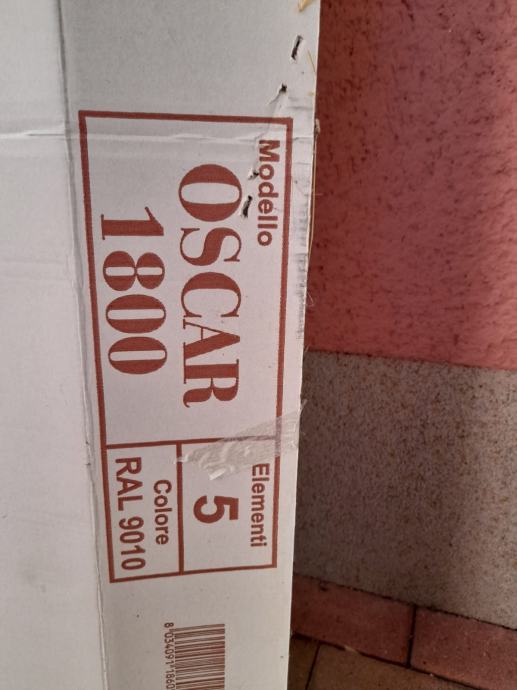 Modello
OSCAR
1800
Elementi
5
Colore
RAL 9010